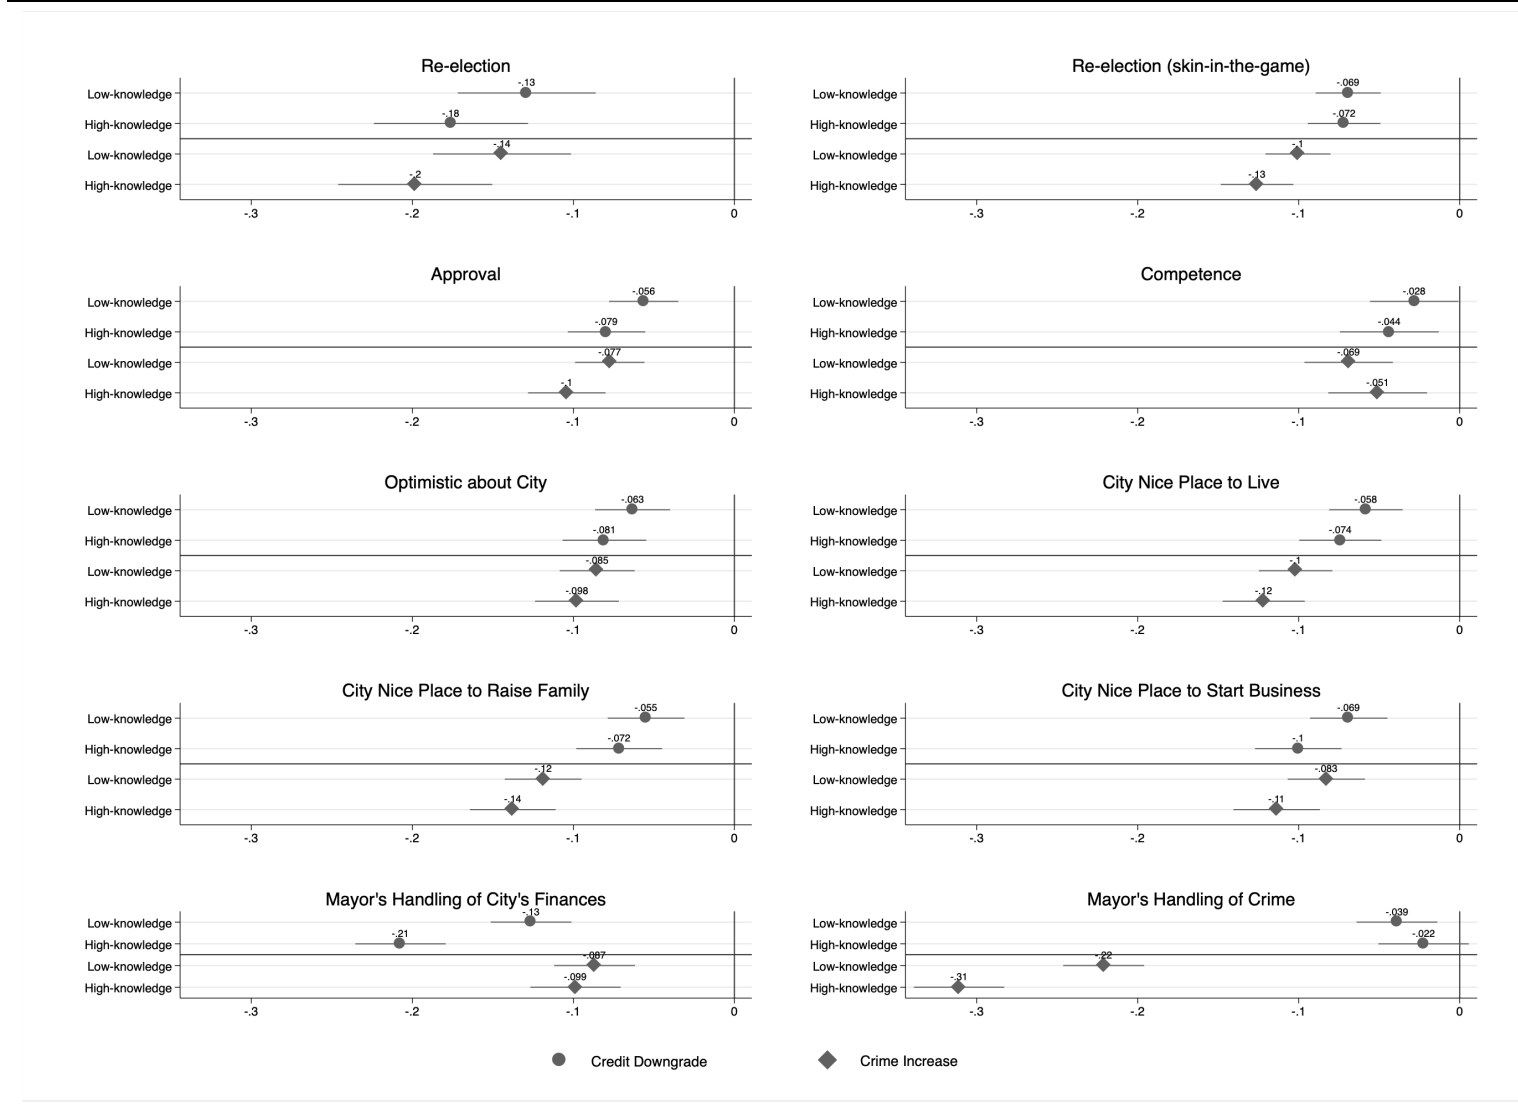 Re-election
Low-knowledge
-.13
High-knowledge
-.18
Low-knowledge
-.14
High-knowledge
-.2
-.3 -.2 -.1 0
Re-election (skin-in-the-game)
Low-knowledge
-.069
High-knowledge
-.072
Low-knowledge
-.1
High-knowledge
-.13
-.3 -.2 -.1 0
Approval
Low-knowledge
-.056
High-knowledge
-.079
Low-knowledge
-.077
High-knowledge
-.1
-.3 -.2 -.1 0
Competence
Low-knowledge
-.028
High-knowledge
-.044
Low-knowledge
-.069
High-knowledge
-.051
-.3 -.2 -.1 0
Optimistic about City
Low-knowledge
-.063
High-knowledge
-.081
Low-knowledge
-.085
High-knowledge
-.098
-.3 -.2 -.1 0
City Nice Place to Live
Low-knowledge
-.058
High-knowledge
-.074
Low-knowledge
-.1
High-knowledge
-.12
-.3 -.2 -.1 0
City Nice Place to Raise Family
Low-knowledge
-.055
High-knowledge
-.072
Low-knowledge
-.12
High-knowledge
-.14
-.3 -.2 -.1 0
City Nice Place to Start Business
Low-knowledge
-.069
High-knowledge
-.1
Low-knowledge
-.083
High-knowledge
-.11
-.3 -.2 -.1 0
Mayor's Handling of City's Finances
Low-knowledge
-.13
High-knowledge
-.21
Low-knowledge
-.087
High-knowledge
-.099
-.3 -.2 -.1 0
Mayor's Handling of Crime
Low-knowledge
-.039
High-knowledge
-.022
Low-knowledge
-.22
High-knowledge
-.31
-.3 -.2 -.1 0
Credit Downgrade
Crime Increase